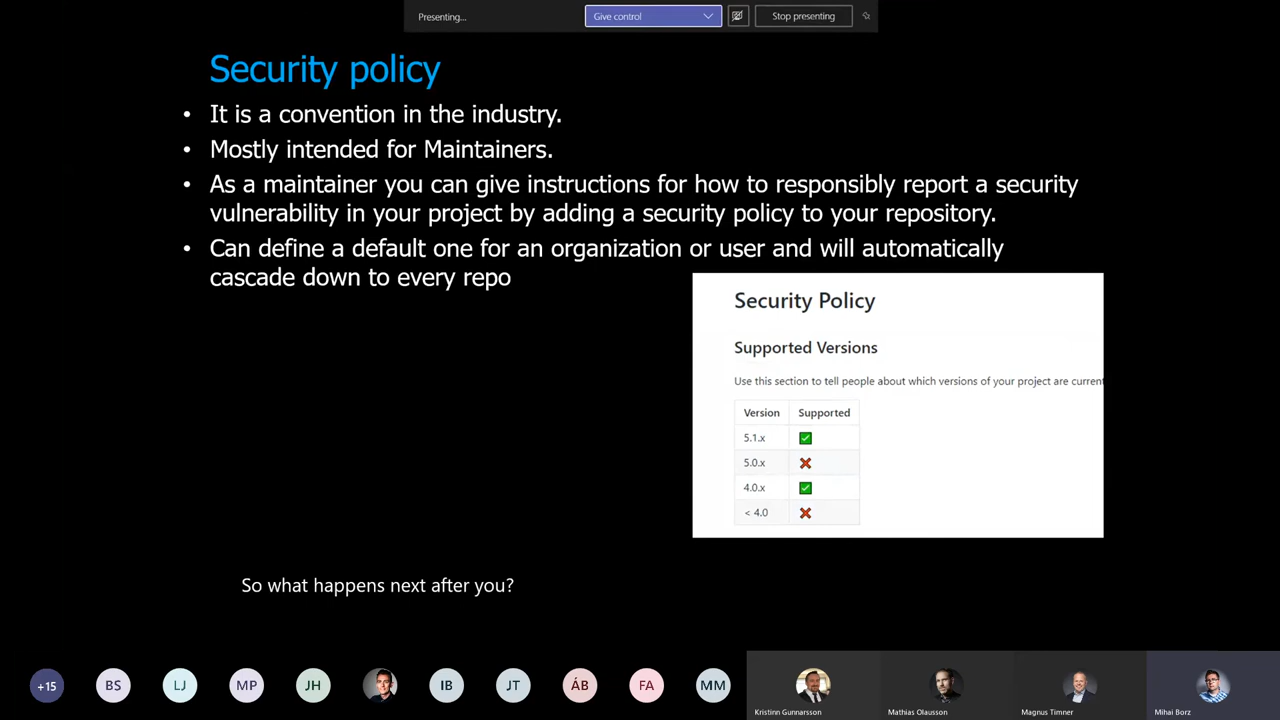 Presenting...
Give control
Stop presenting
Security policy
• It is a convention in the industry.
• Mostly intended for Maintainers.
• As a maintainer you can give instructions for how to responsibly report a security
vulnerability in your project by adding a security policy to your repository.
• Can define a default one for an organization or user and will automatically
cascade down to every repo
Security Policy
Supported Versions
Use this section to tell people about which versions of your project are current
Version Supported
5.1.x ✅
5.0.x ❌
4.0.x ✅
< 4.0 ❌
So what happens next after you?
+15
BS
LJ
MP
JH
IB
JT
ÁB
FA
MM
Kristinn Gunnarsson
Mathias Olausson
Magnus Timner
Mihai Borz